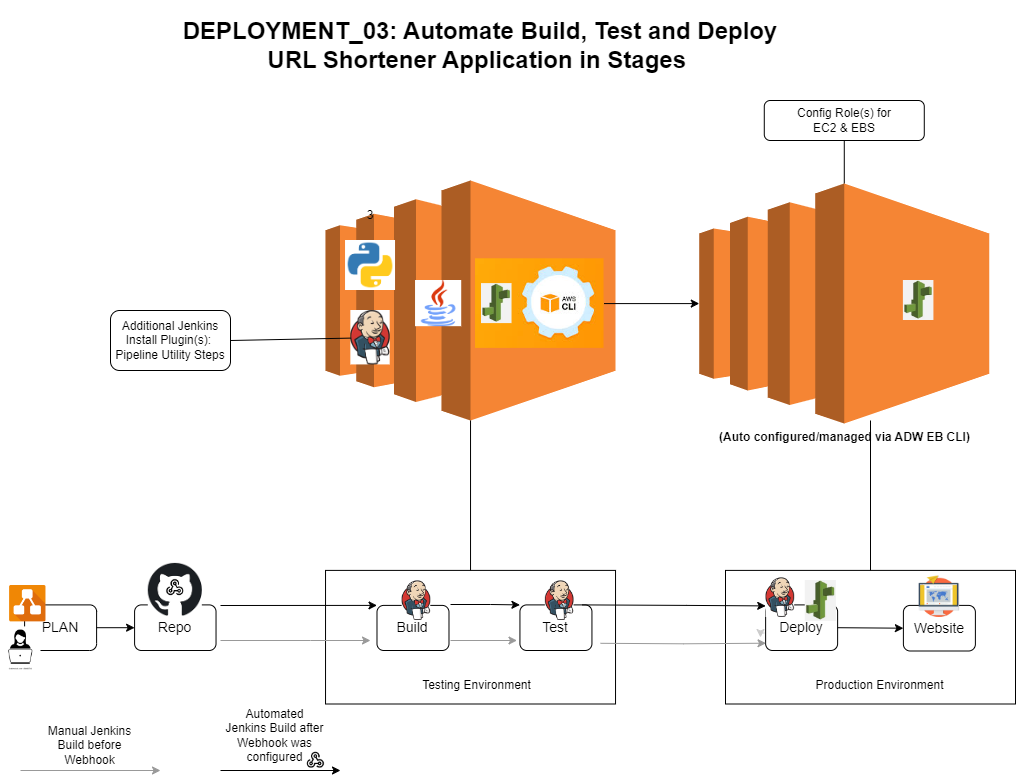 DEPLOYMENT_03: Automate Build, Test and Deploy
URL Shortener Application in Stages
Config Role(s) for
EC2 & EBS
3
AWS
CLI
Additional Jenkins
Install Plugin(s):
Pipeline Utility Steps
(Auto configured/managed via ADW EB CLI)
PLAN
Repo
Build
Test
Deploy
Website
Testing Environment
Production Environment
Manual Jenkins
Build before
Webhook
Automated
Jenkins Build after
Webhook was
configured